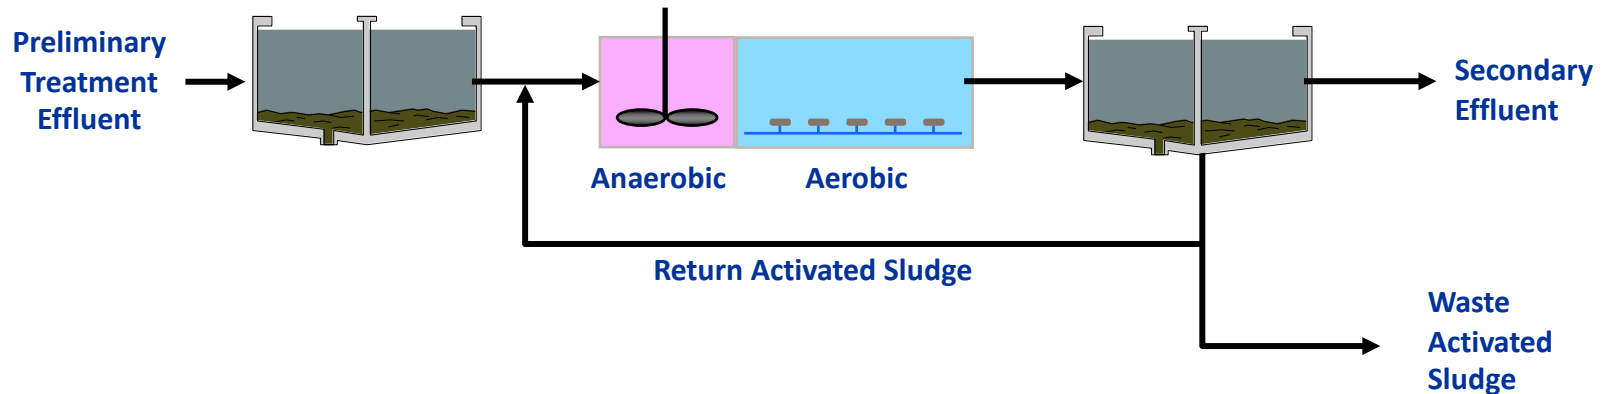 Preliminary
Treatment
Effluent
Anaerobic
Aerobic
Secondary
Effluent
Return Activated Sludge
Waste
Activated
Sludge